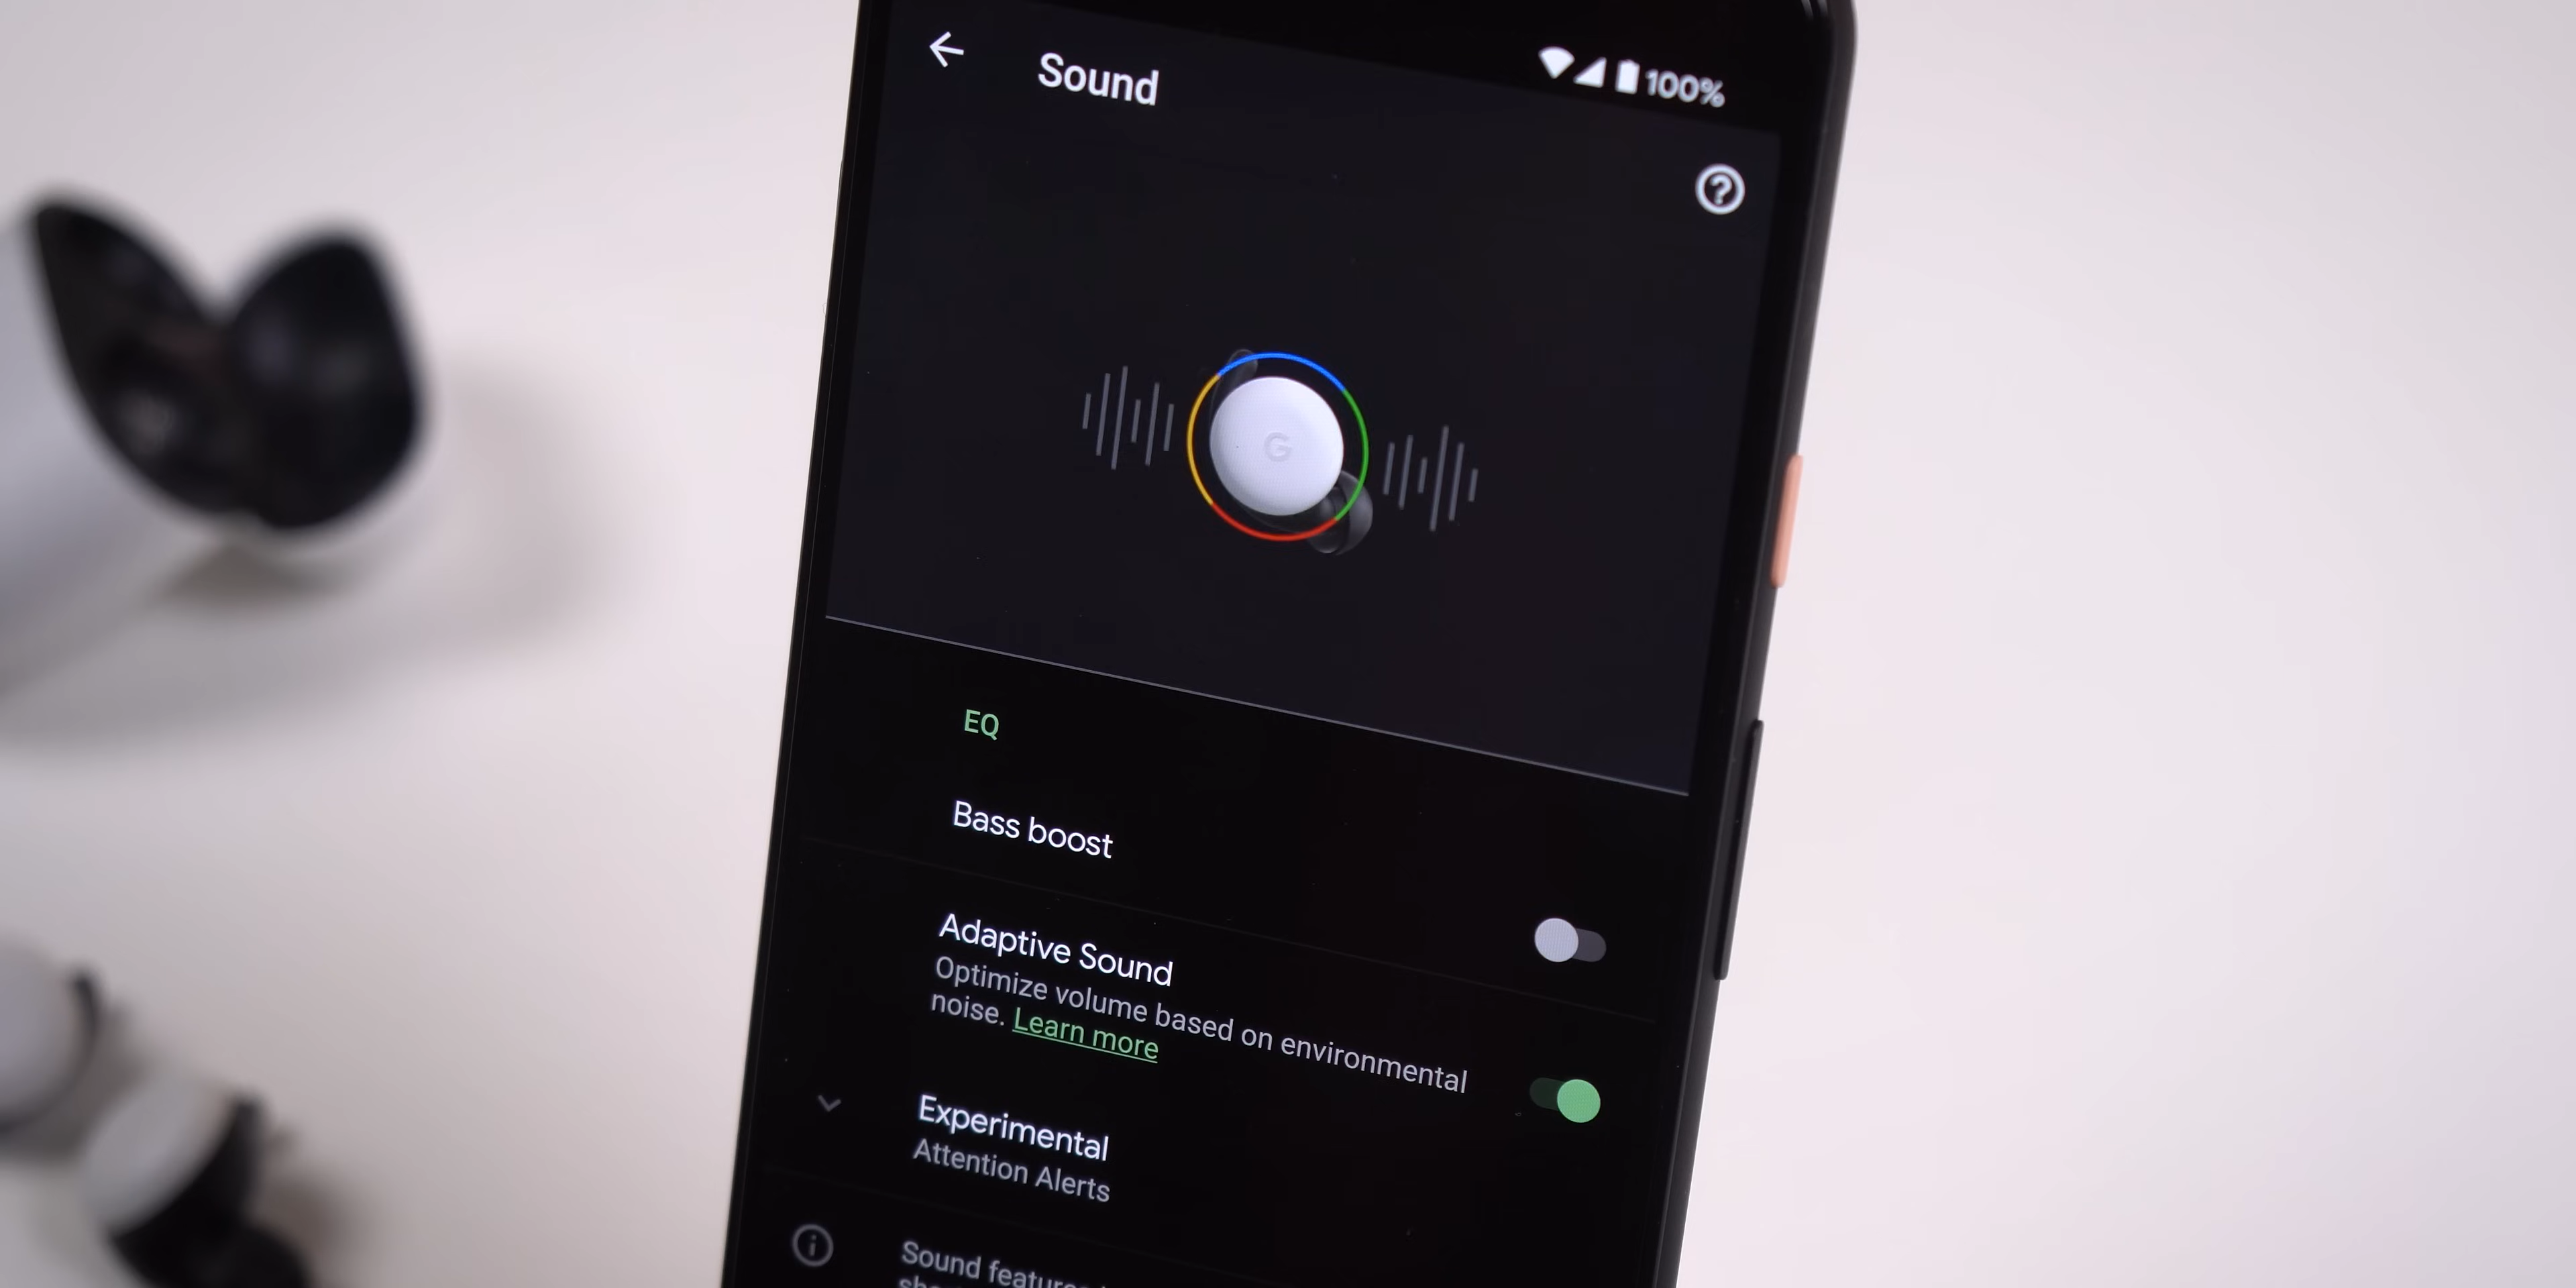 Sound
100%
G
EQ
Bass boost
Adaptive Sound
Optimize volume based on environmental
noise. Learn more
Experimental
Attention Alerts
Sound